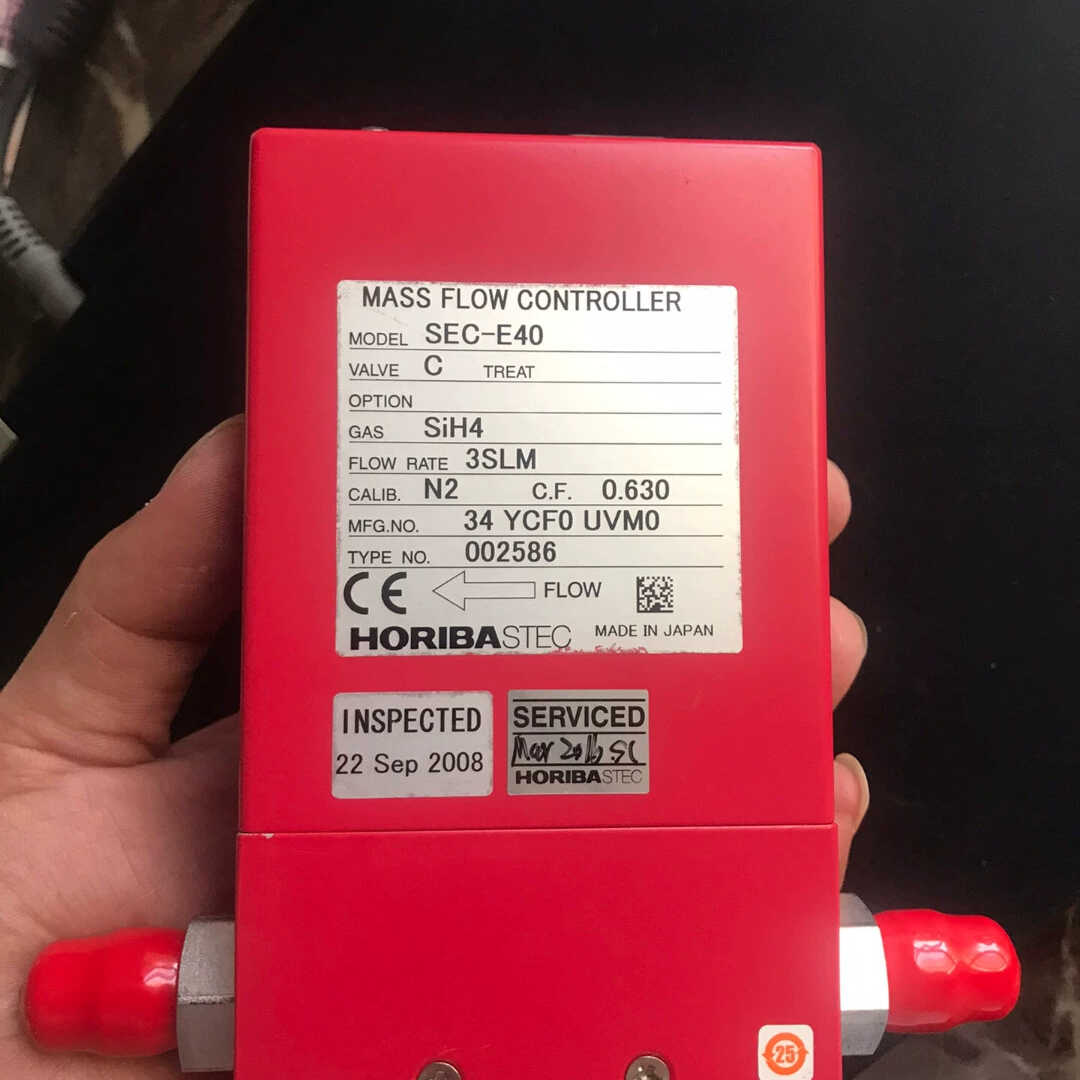 MASS FLOW CONTROLLER
MODEL SEC-E40
VALVE C TREAT
OPTION
GAS SiH4
FLOW RATE 3SLM
CALIB. N2 C.F. 0.630
MFG.NO. 34 YCF0 UVM0
TYPE NO. 002586
CE FLOW
HORIBASTEC MADE IN JAPAN
INSPECTED
22 Sep 2008
SERVICED
Mar 2016
HORIBASTEC
25